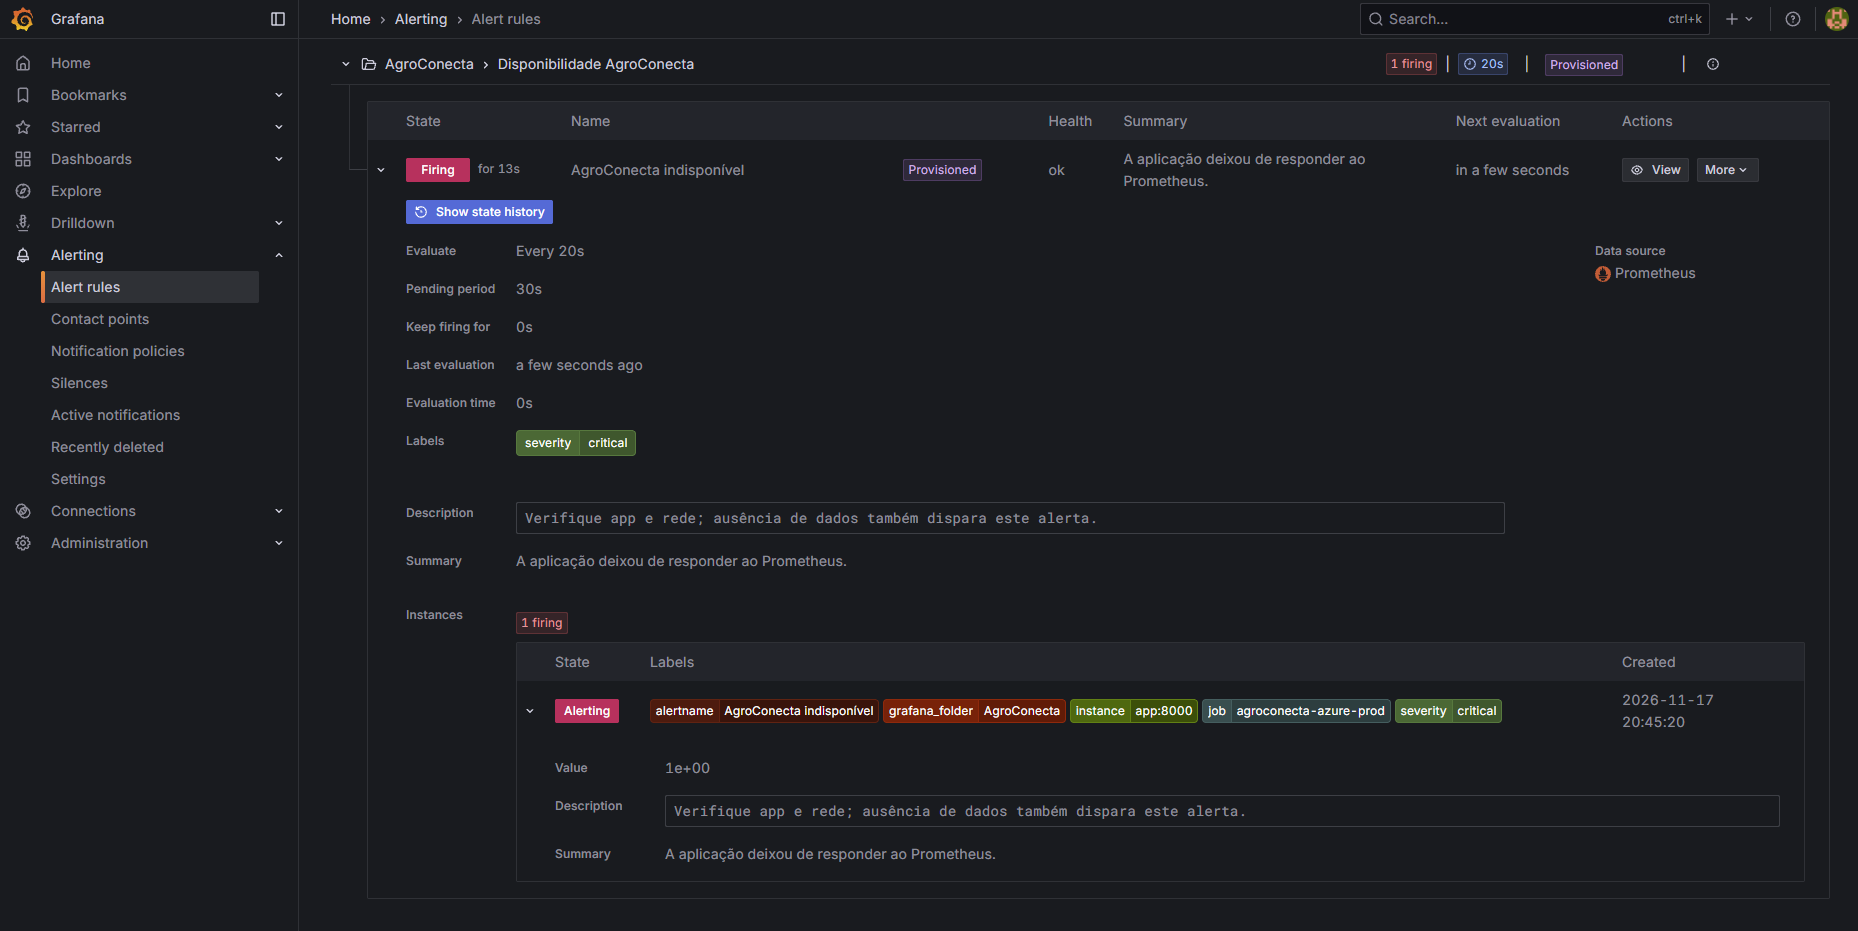 Grafana
Home › Alerting › Alert rules
Search... ctrl+k
Home
Bookmarks
Starred
Dashboards
Explore
Drilldown
Alerting
Alert rules
Contact points
Notification policies
Silences
Active notifications
Recently deleted
Settings
Connections
Administration
AgroConecta › Disponibilidade AgroConecta 1 firing 20s Provisioned
State Name Health Summary Next evaluation Actions
Firing for 13s AgroConecta indisponível Provisioned ok A aplicação deixou de responder ao in a few seconds View More
Prometheus.
Show state history
Evaluate Every 20s
Data source
Prometheus
Pending period 30s
Keep firing for 0s
Last evaluation a few seconds ago
Evaluation time 0s
Labels severity critical
Description Verifique app e rede; ausência de dados também dispara este alerta.
Summary A aplicação deixou de responder ao Prometheus.
Instances 1 firing
State Labels Created
Alerting alertname AgroConecta indisponível grafana_folder AgroConecta instance app:8000 job agroconecta-azure-prod severity critical 2026-11-17
20:45:20
Value 1e+00
Description Verifique app e rede; ausência de dados também dispara este alerta.
Summary A aplicação deixou de responder ao Prometheus.